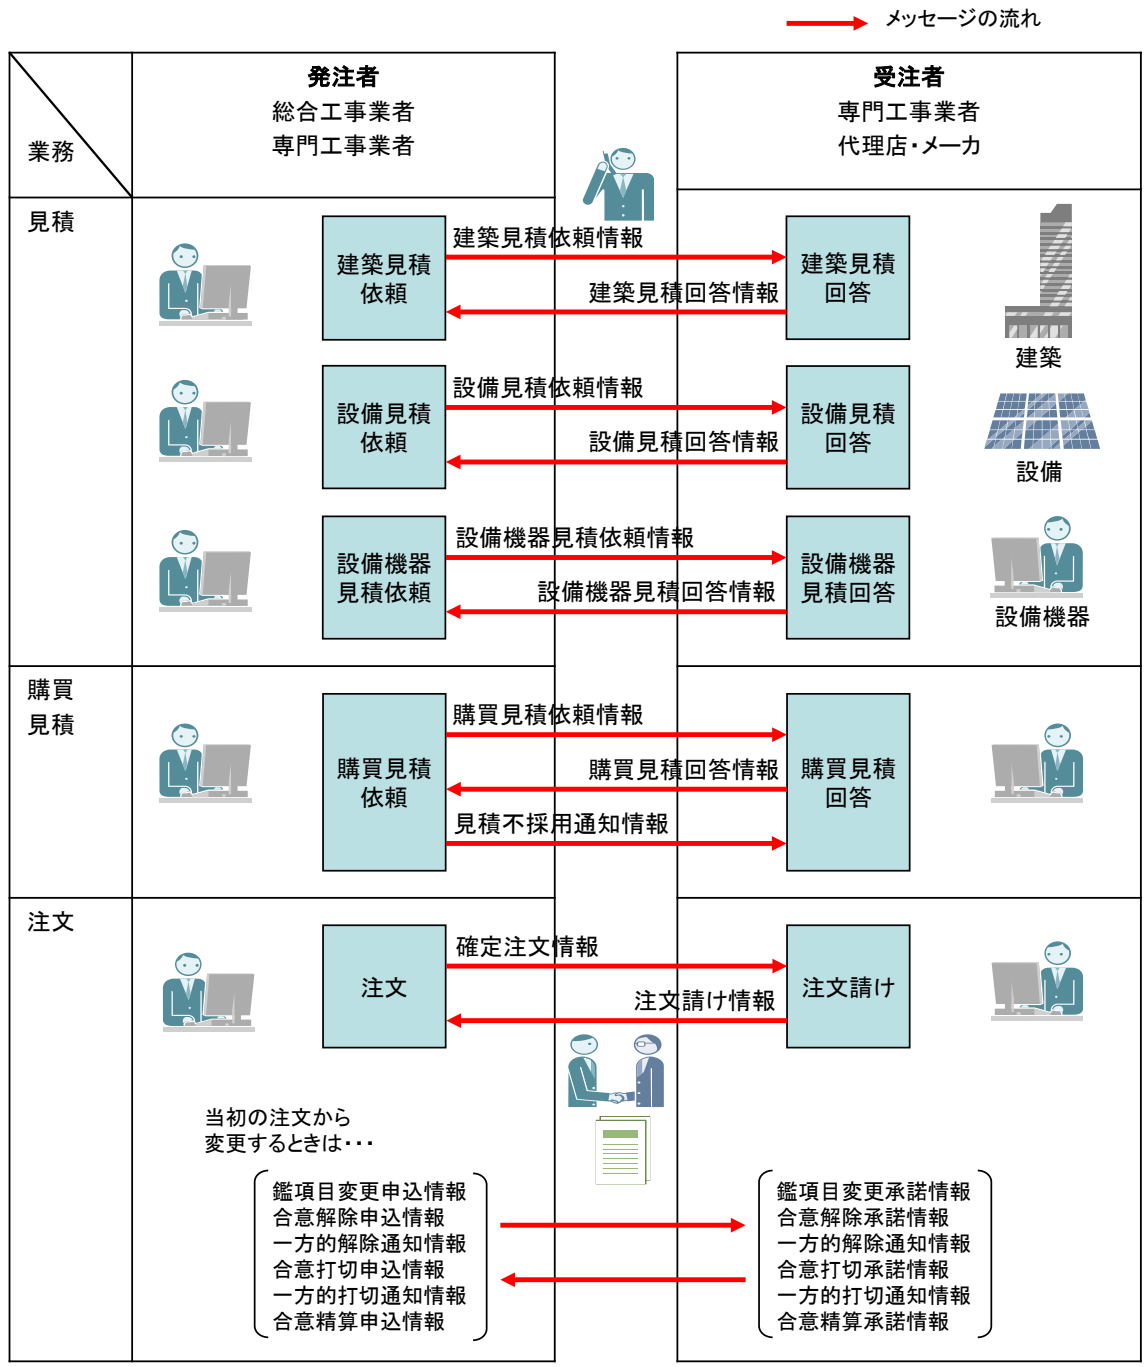 メッセージの流れ
業務
発注者
総合工事業者
専門工事業者
受注者
専門工事業者
代理店・メーカ
見積
建築見積
依頼
建築見積依頼情報
建築見積回答情報
建築見積
回答
建築
設備見積
依頼
設備見積依頼情報
設備見積回答情報
設備見積
回答
設備
設備機器
見積依頼
設備機器見積依頼情報
設備機器見積回答情報
設備機器
見積回答
設備機器
購買
見積
購買見積
依頼
購買見積依頼情報
購買見積回答情報
見積不採用通知情報
購買見積
回答
注文
注文
確定注文情報
注文請け情報
注文請け
当初の注文から
変更するときは・・・
鑑項目変更申込情報
合意解除申込情報
一方的解除通知情報
合意打切申込情報
一方的打切通知情報
合意精算申込情報
鑑項目変更承諾情報
合意解除承諾情報
一方的解除通知情報
合意打切承諾情報
一方的打切通知情報
合意精算承諾情報